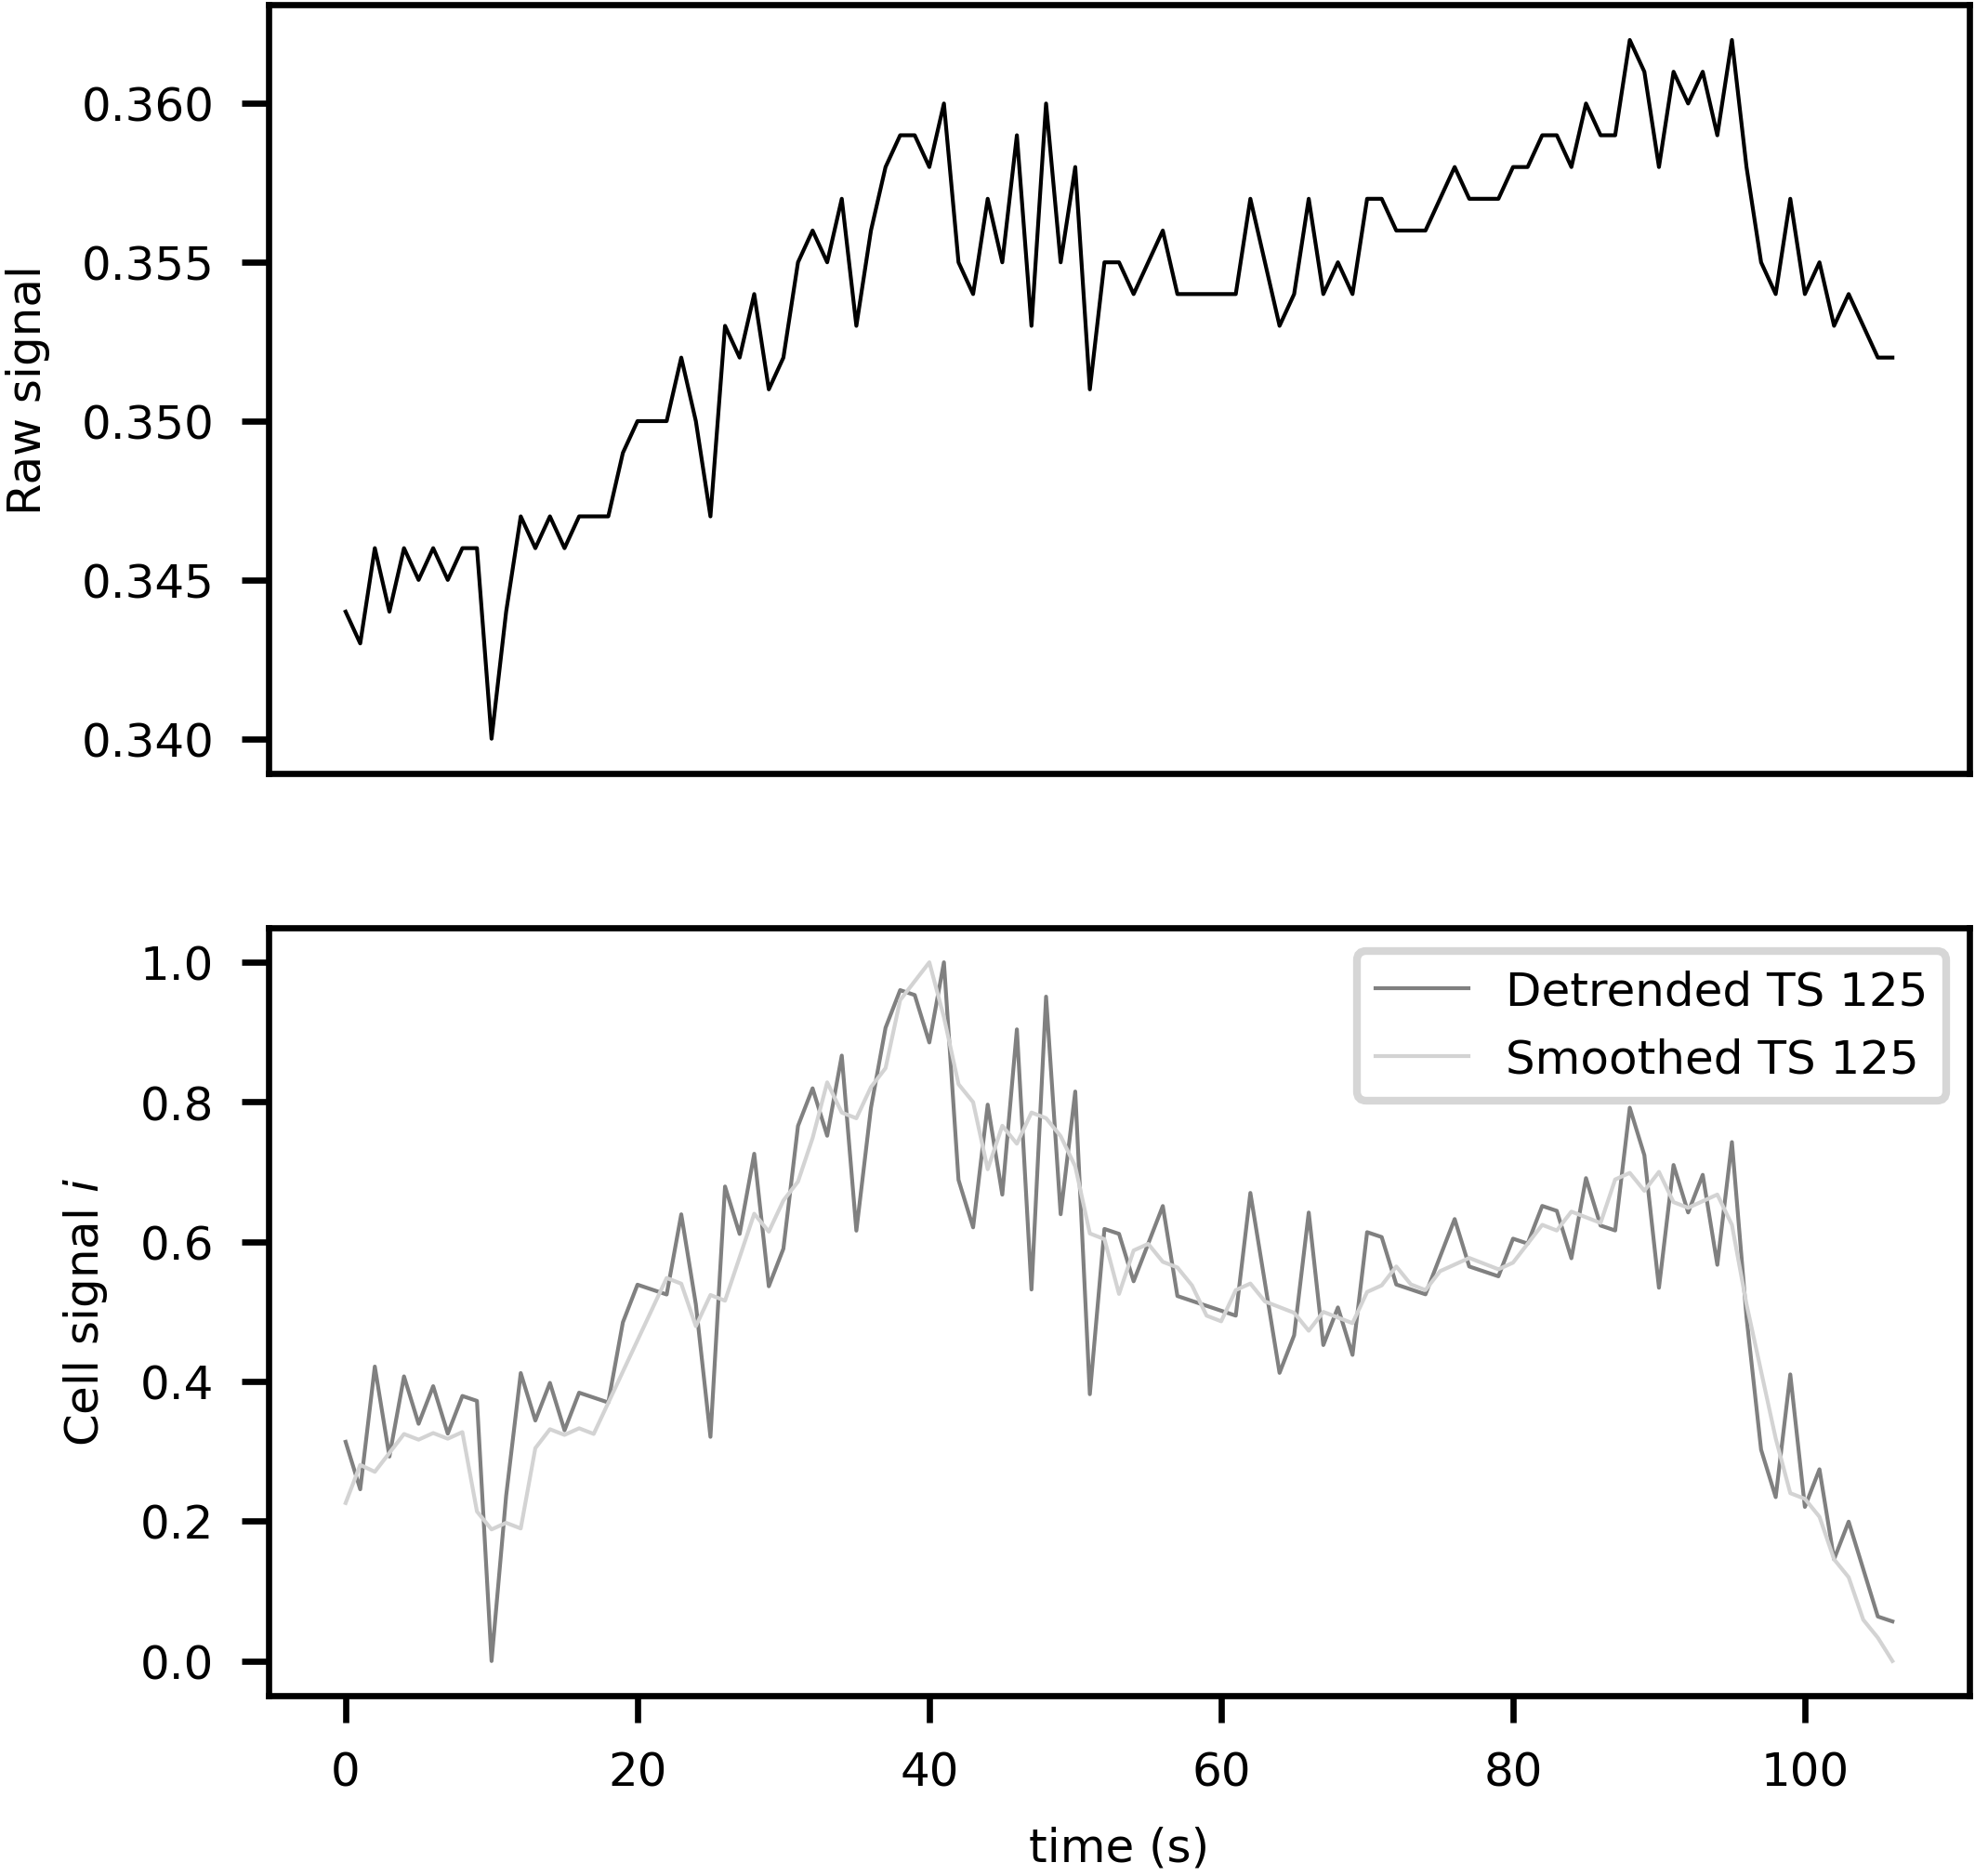 Raw signal
0.360
0.355
0.350
0.345
0.340
Cell signal i
1.0
0.8
0.6
0.4
0.2
0.0
Detrended TS 125
Smoothed TS 125
0 20 40 60 80 100
time (s)